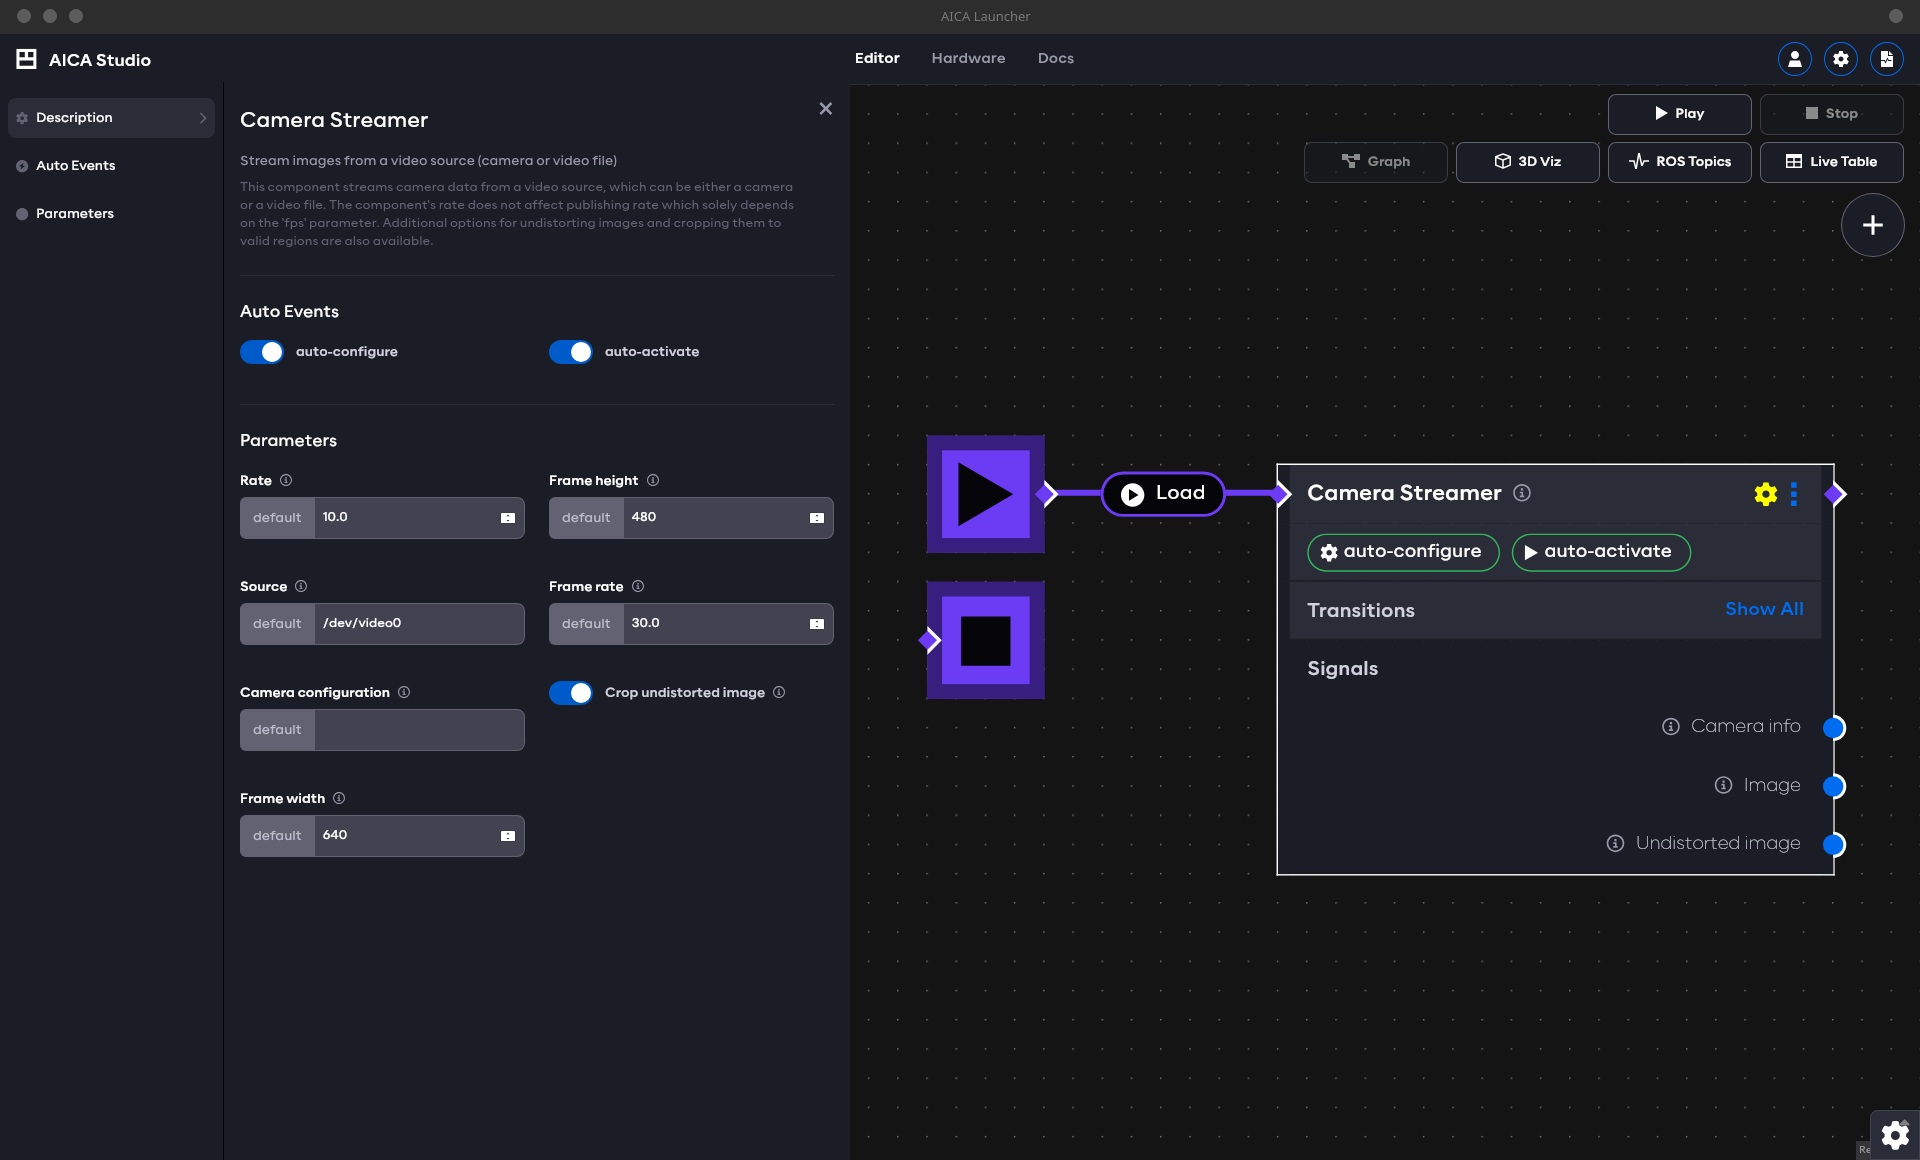 AICA Launcher
AICA Studio
Editor
Hardware
Docs
Description
Auto Events
Parameters
Camera Streamer
Stream images from a video source (camera or video file)
This component streams camera data from a video source, which can be either a camera
or a video file. The component's rate does not affect publishing rate which solely depends
on the 'fps' parameter. Additional options for undistorting images and cropping them to
valid regions are also available.
Auto Events
auto-configure
auto-activate
Parameters
Rate
default
10.0
Frame height
default
480
Source
default
/dev/video0
Frame rate
default
30.0
Camera configuration
default
Crop undistorted image
Frame width
default
640
Play
Stop
Graph
3D Viz
ROS Topics
Live Table
Load
Camera Streamer
auto-configure
auto-activate
Transitions
Show All
Signals
Camera info
Image
Undistorted image